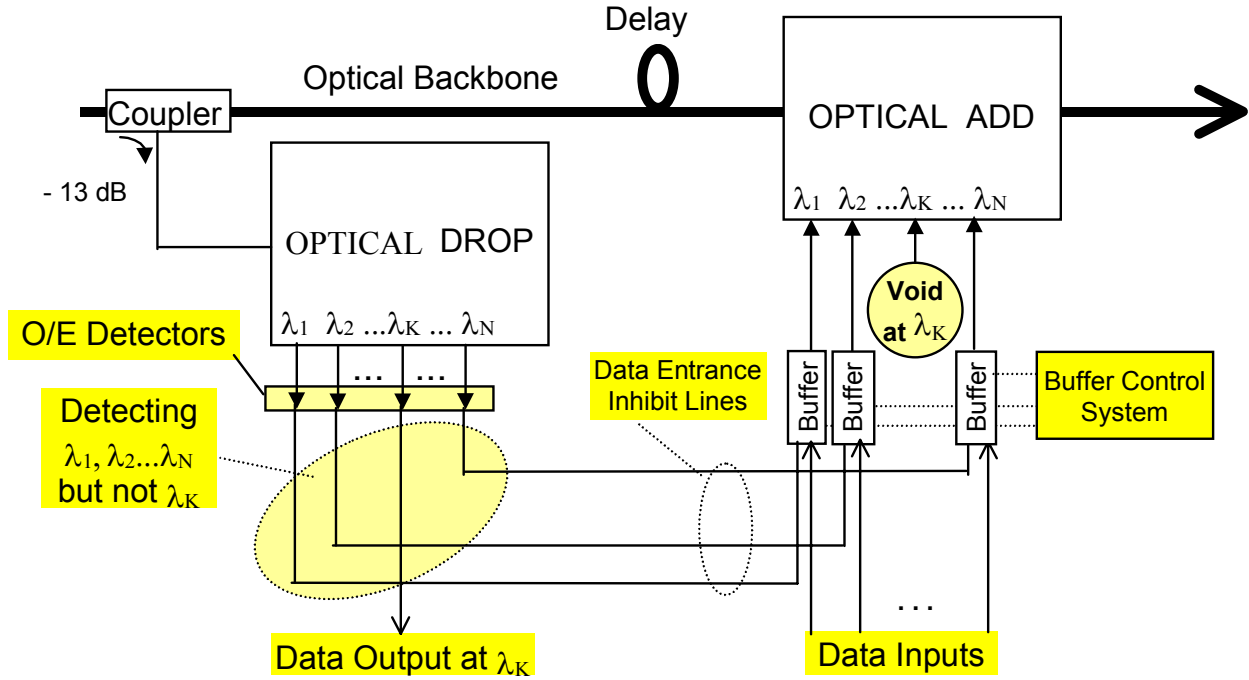 Delay
Optical Backbone
Coupler
- 13 dB
OPTICAL ADD
λ1 λ2 ...λK ... λN
OPTICAL DROP
λ1 λ2 ...λK ... λN
Void
at λK
O/E Detectors
... ...
Detecting
λ1, λ2...λN
but not λK
Data Entrance
Inhibit Lines
Buffer
Buffer
Buffer
Buffer Control
System
...
Data Output at λK
Data Inputs